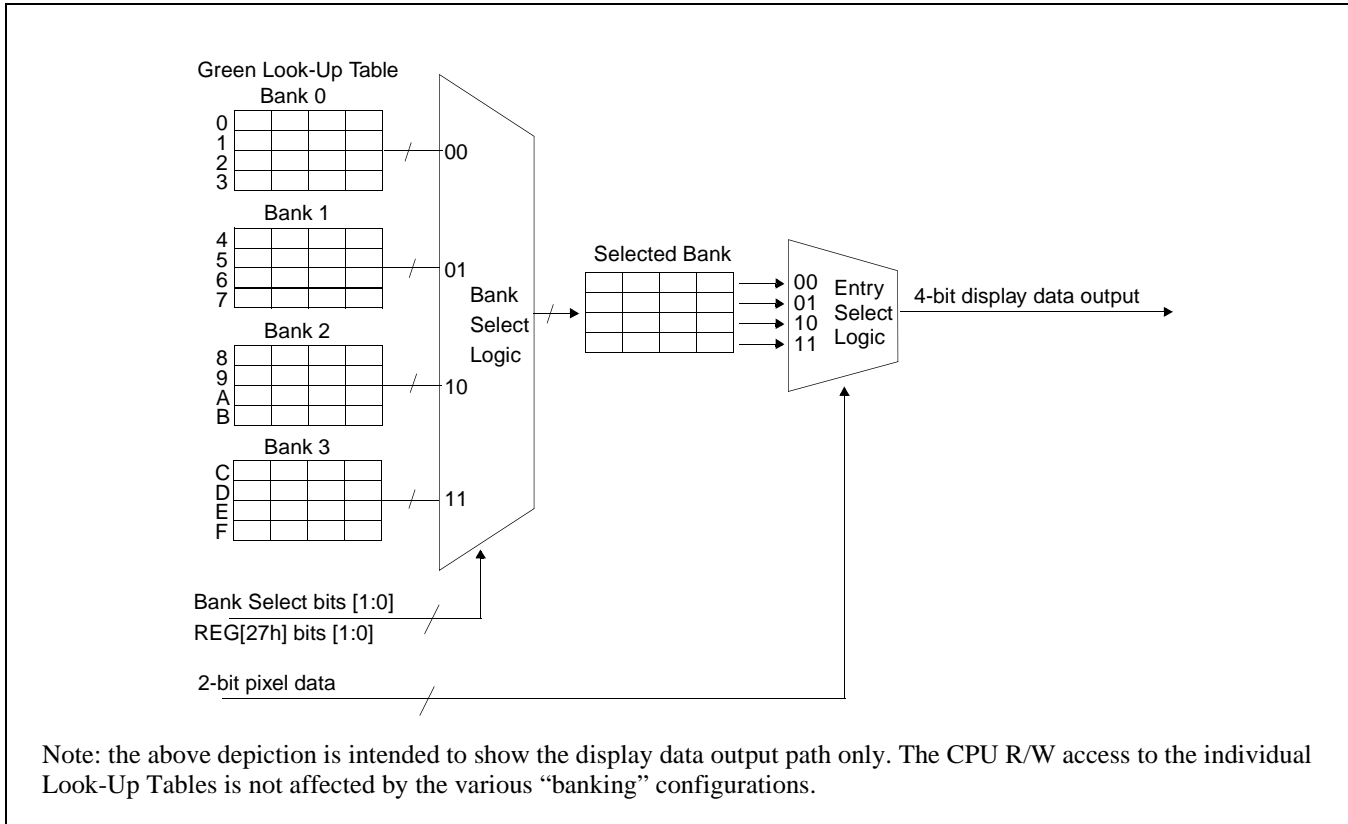 Green Look-Up Table
Bank 0
0
1
2
3
00
Bank 1
4
5
6
7
01
Bank 2
8
9
A
B
10
Bank 3
C
D
E
F
11
Bank
Select
Logic
Selected Bank
00
01
10
11
Entry
Select
Logic
4-bit display data output
Bank Select bits [1:0]
REG[27h] bits [1:0]
2-bit pixel data
Note: the above depiction is intended to show the display data output path only. The CPU R/W access to the individual
Look-Up Tables is not affected by the various “banking” configurations.